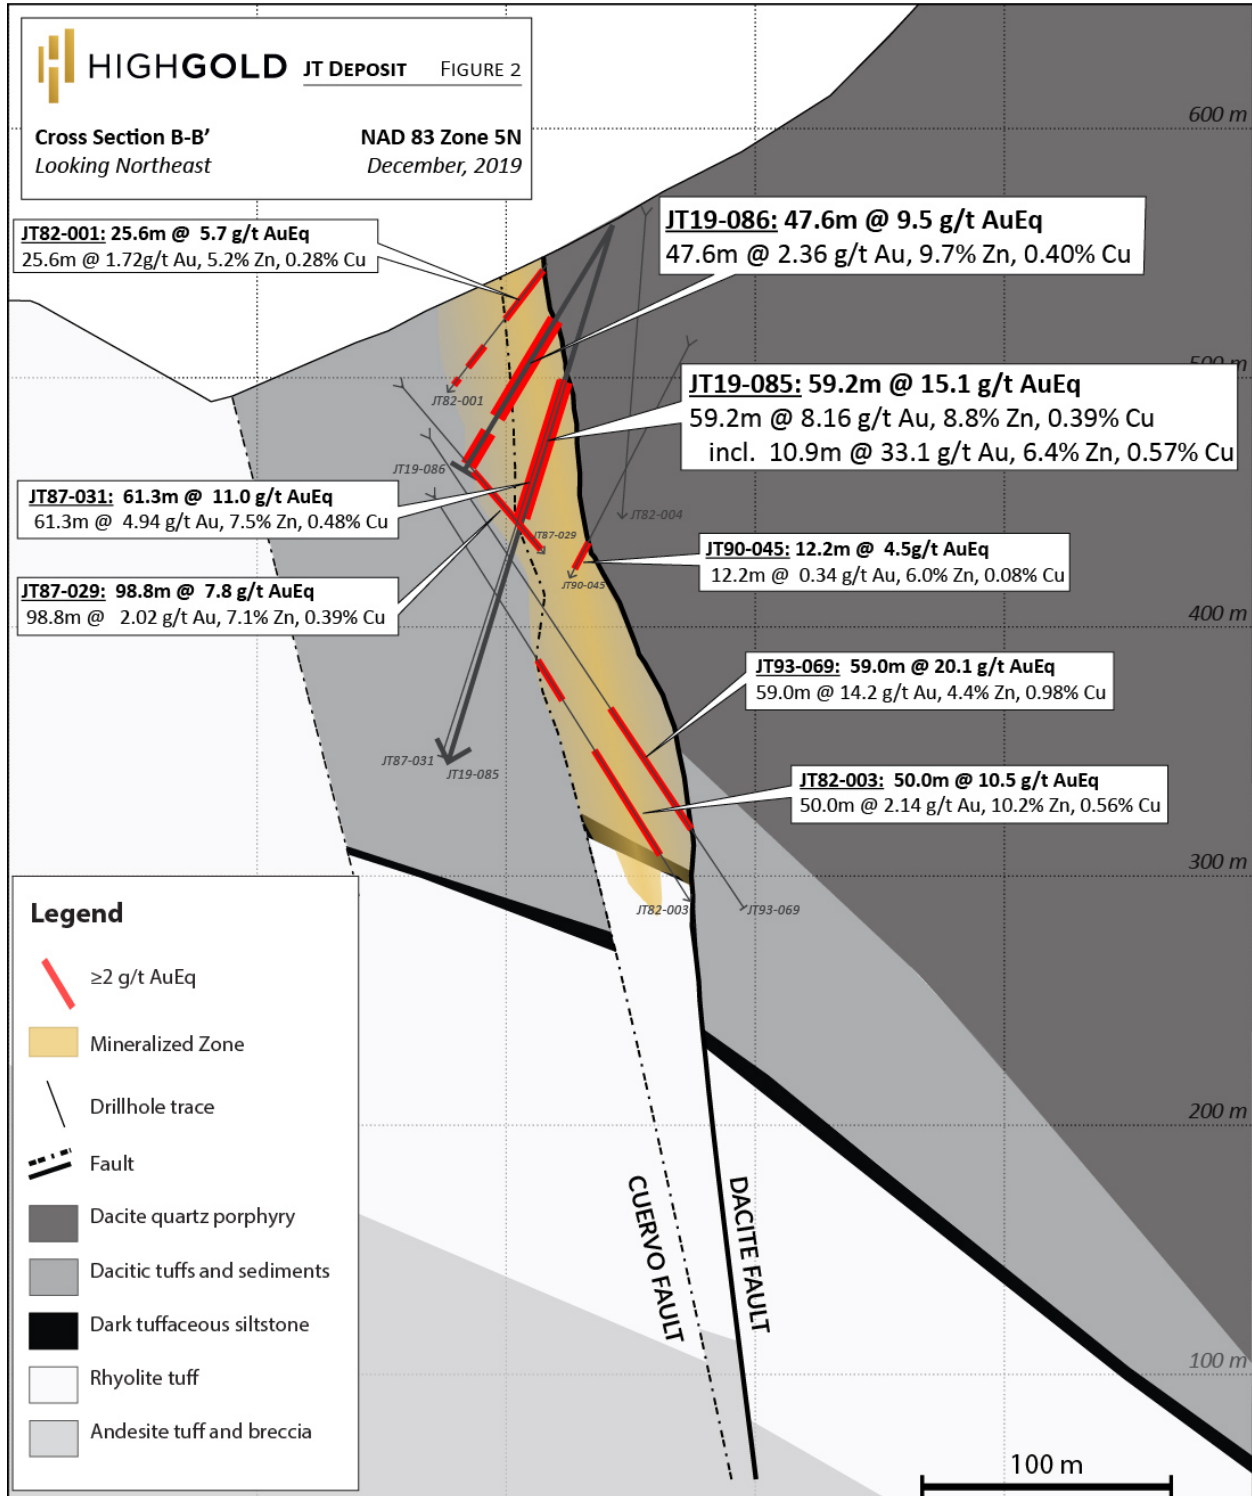 HIGHGOLD JT DEPOSIT FIGURE 2
Cross Section B-B' NAD 83 Zone 5N
Looking Northeast December, 2019
600 m
JT19-086: 47.6m @ 9.5 g/t AuEq
47.6m @ 2.36 g/t Au, 9.7% Zn, 0.40% Cu
JT82-001: 25.6m @ 5.7 g/t AuEq
25.6m @ 1.72g/t Au, 5.2% Zn, 0.28% Cu
500 m
JT19-085: 59.2m @ 15.1 g/t AuEq
59.2m @ 8.16 g/t Au, 8.8% Zn, 0.39% Cu
incl. 10.9m @ 33.1 g/t Au, 6.4% Zn, 0.57% Cu
JT82-001
JT19-086
JT87-031: 61.3m @ 11.0 g/t AuEq
61.3m @ 4.94 g/t Au, 7.5% Zn, 0.48% Cu
JT82-004
JT87-029
JT90-045: 12.2m @ 4.5g/t AuEq
12.2m @ 0.34 g/t Au, 6.0% Zn, 0.08% Cu
JT90-045
JT87-029: 98.8m @ 7.8 g/t AuEq
98.8m @ 2.02 g/t Au, 7.1% Zn, 0.39% Cu
400 m
JT93-069: 59.0m @ 20.1 g/t AuEq
59.0m @ 14.2 g/t Au, 4.4% Zn, 0.98% Cu
JT87-031
JT19-085
JT82-003: 50.0m @ 10.5 g/t AuEq
50.0m @ 2.14 g/t Au, 10.2% Zn, 0.56% Cu
300 m
JT82-003
JT93-069
Legend
≥2 g/t AuEq
Mineralized Zone
Drillhole trace
Fault
Dacite quartz porphyry
Dacitic tuffs and sediments
Dark tuffaceous siltstone
Rhyolite tuff
Andesite tuff and breccia
200 m
CUERVO FAULT
DACITE FAULT
100 m
100 m